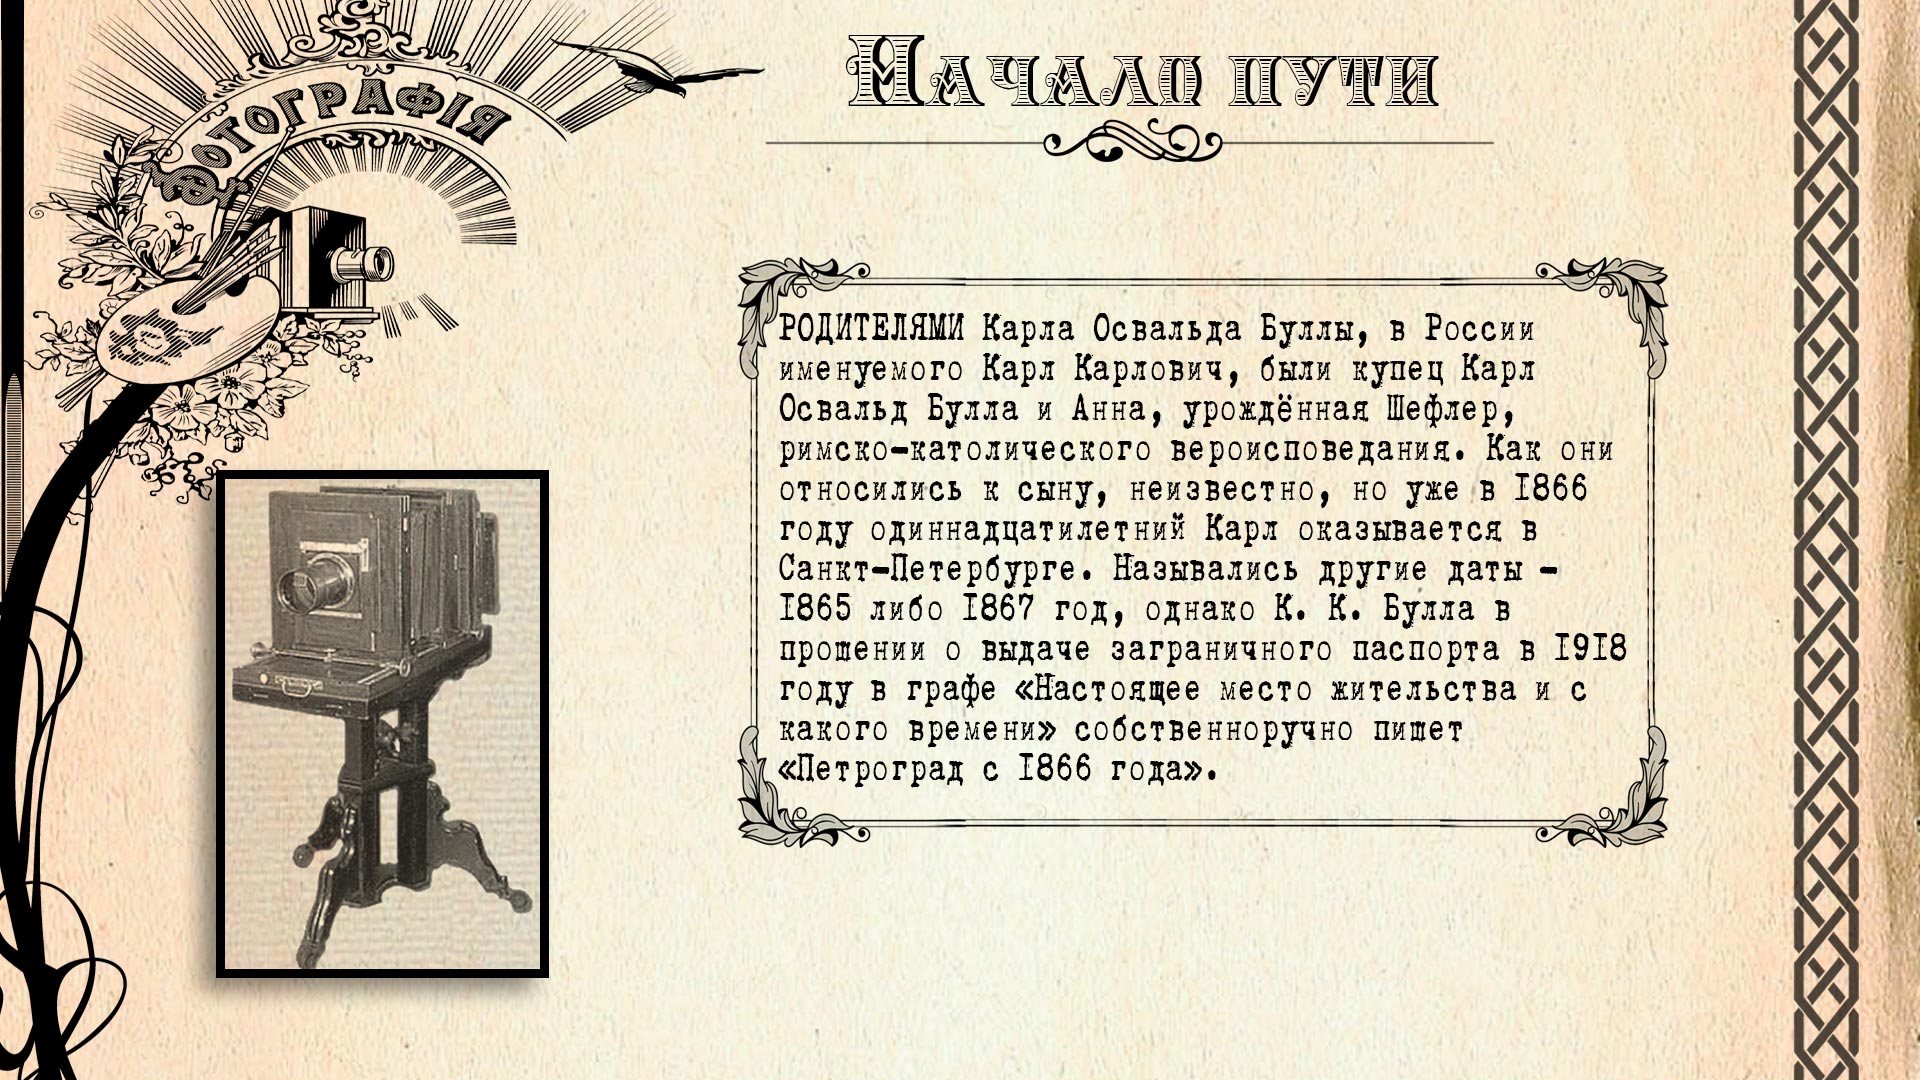 ФОТОГРАФІЯ
Начало пути
РОДИТЕЛЯМИ Карла Освальда Буллы, в России
именуемого Карл Карлович, были купец Карл
Освальд Булла и Анна, урождённая Шефлер,
римско-католического вероисповедания. Как они
относились к сыну, неизвестно, но уже в 1866
году одиннадцатилетний Карл оказывается в
Санкт-Петербурге. Назывались другие даты -
1865 либо 1867 год, однако К. К. Булла в
прошении о выдаче заграничного паспорта в 1918
году в графе «Настоящее место жительства и с
какого времени» собственноручно пишет
«Петроград с 1866 года».